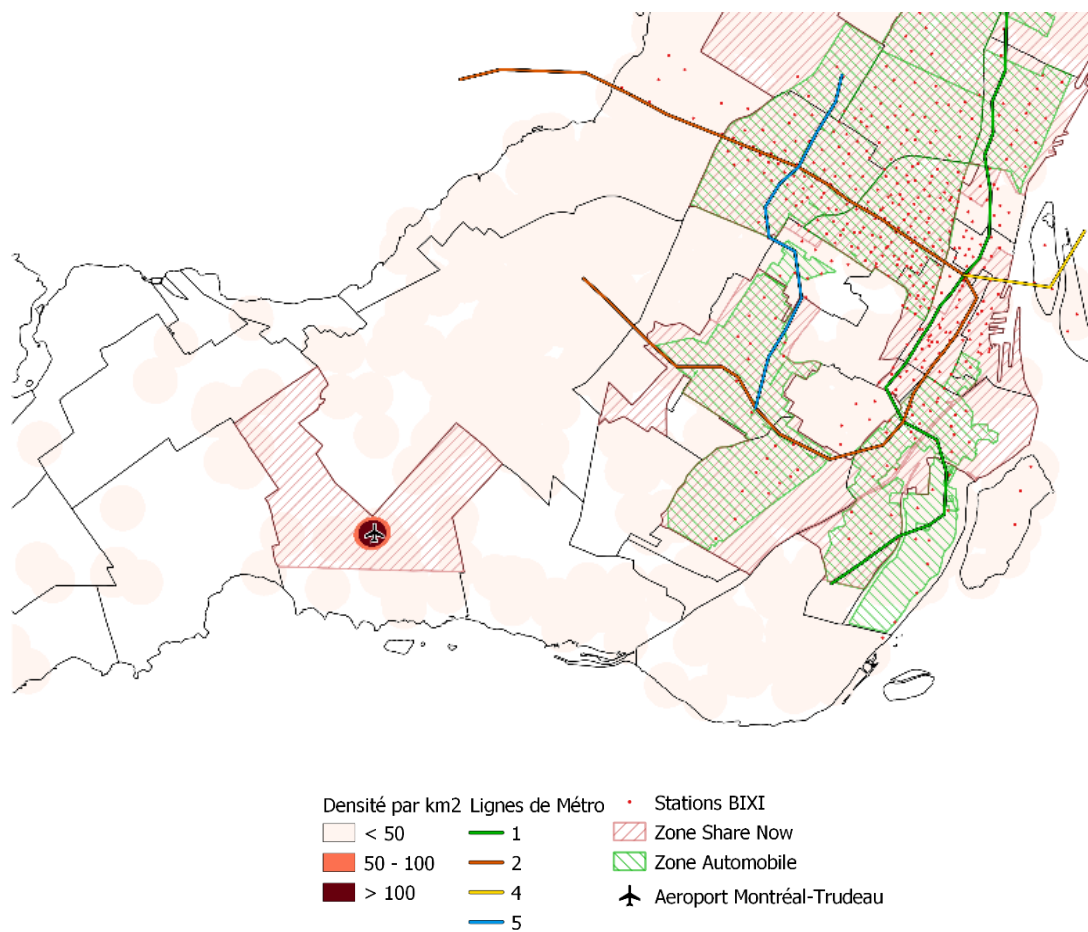 Densité par km2
< 50
50 - 100
> 100
Lignes de Métro
1
2
4
5
Stations BIXI
Zone Share Now
Zone Automobile
Aeroport Montréal-Trudeau